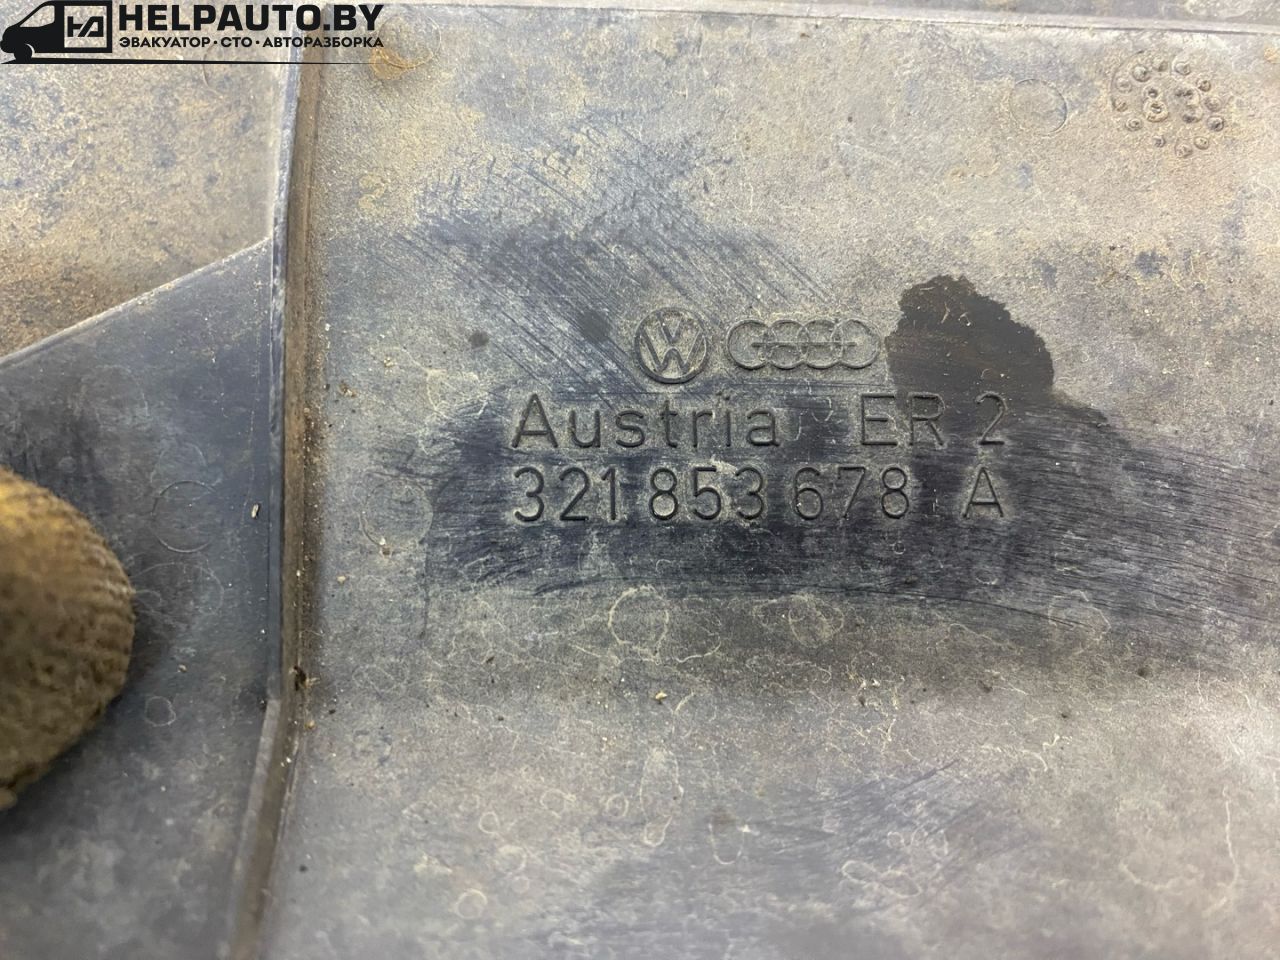 HELPAUTO.BY
ЭВАКУАТОР · СТО · АВТОРАЗБОРКА
Austria ER 2
321 853 678 A